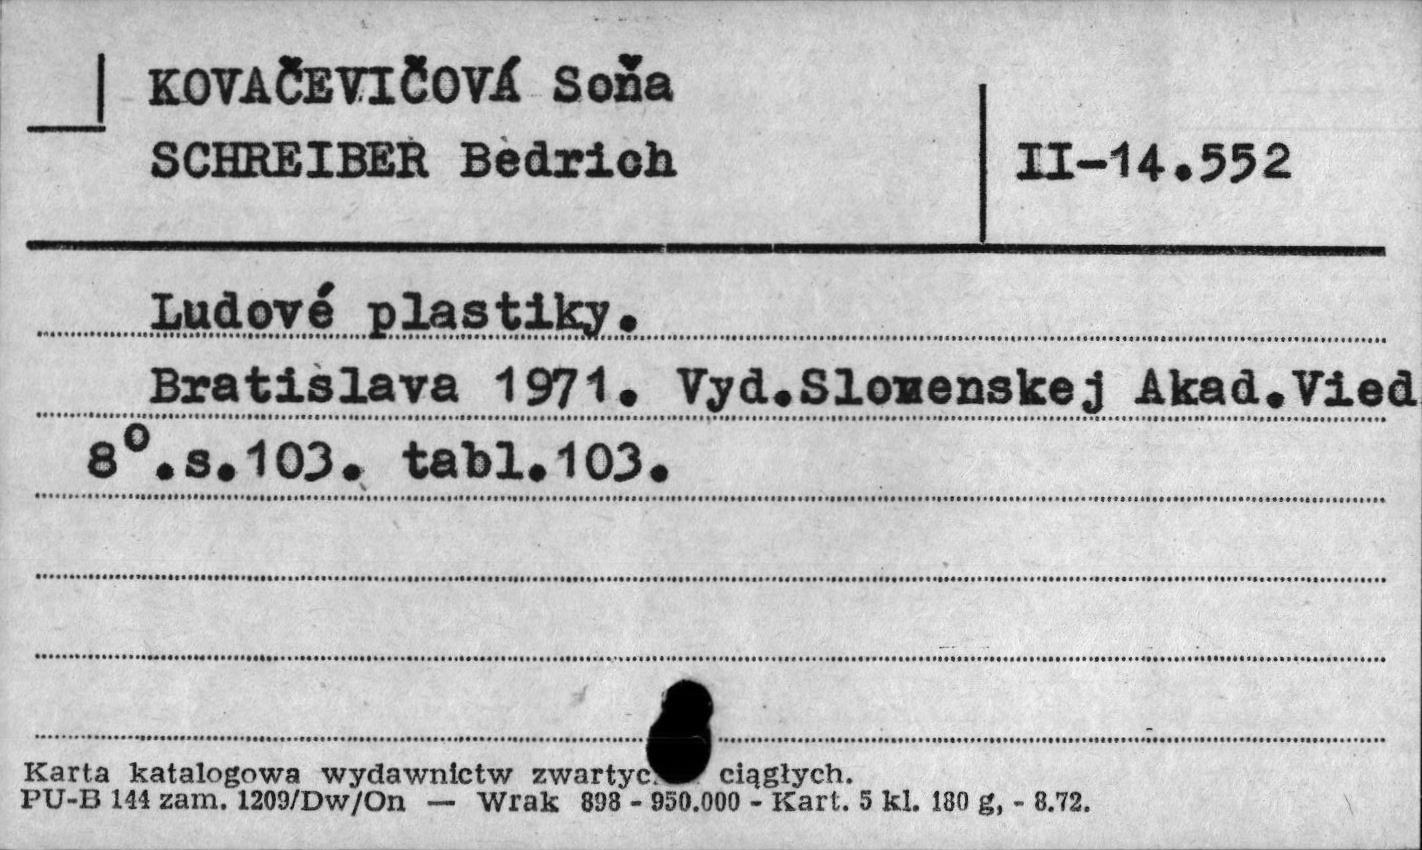 KOVAČEVIČOVÁ Soňa
SCHREIBER Bedrich
II-14.552
Ludové plastiky.
Bratislava 1971. Vyd.Slovenskej Akad.Vied
8°.s.103. tabl.103.
Karta katalogowa wydawnictw zwartyc ciągłych.
PU-B 144 zam. 1209/Dw/On — Wrak 898 - 950.000 - Kart. 5 kl. 180 g, - 8.72.